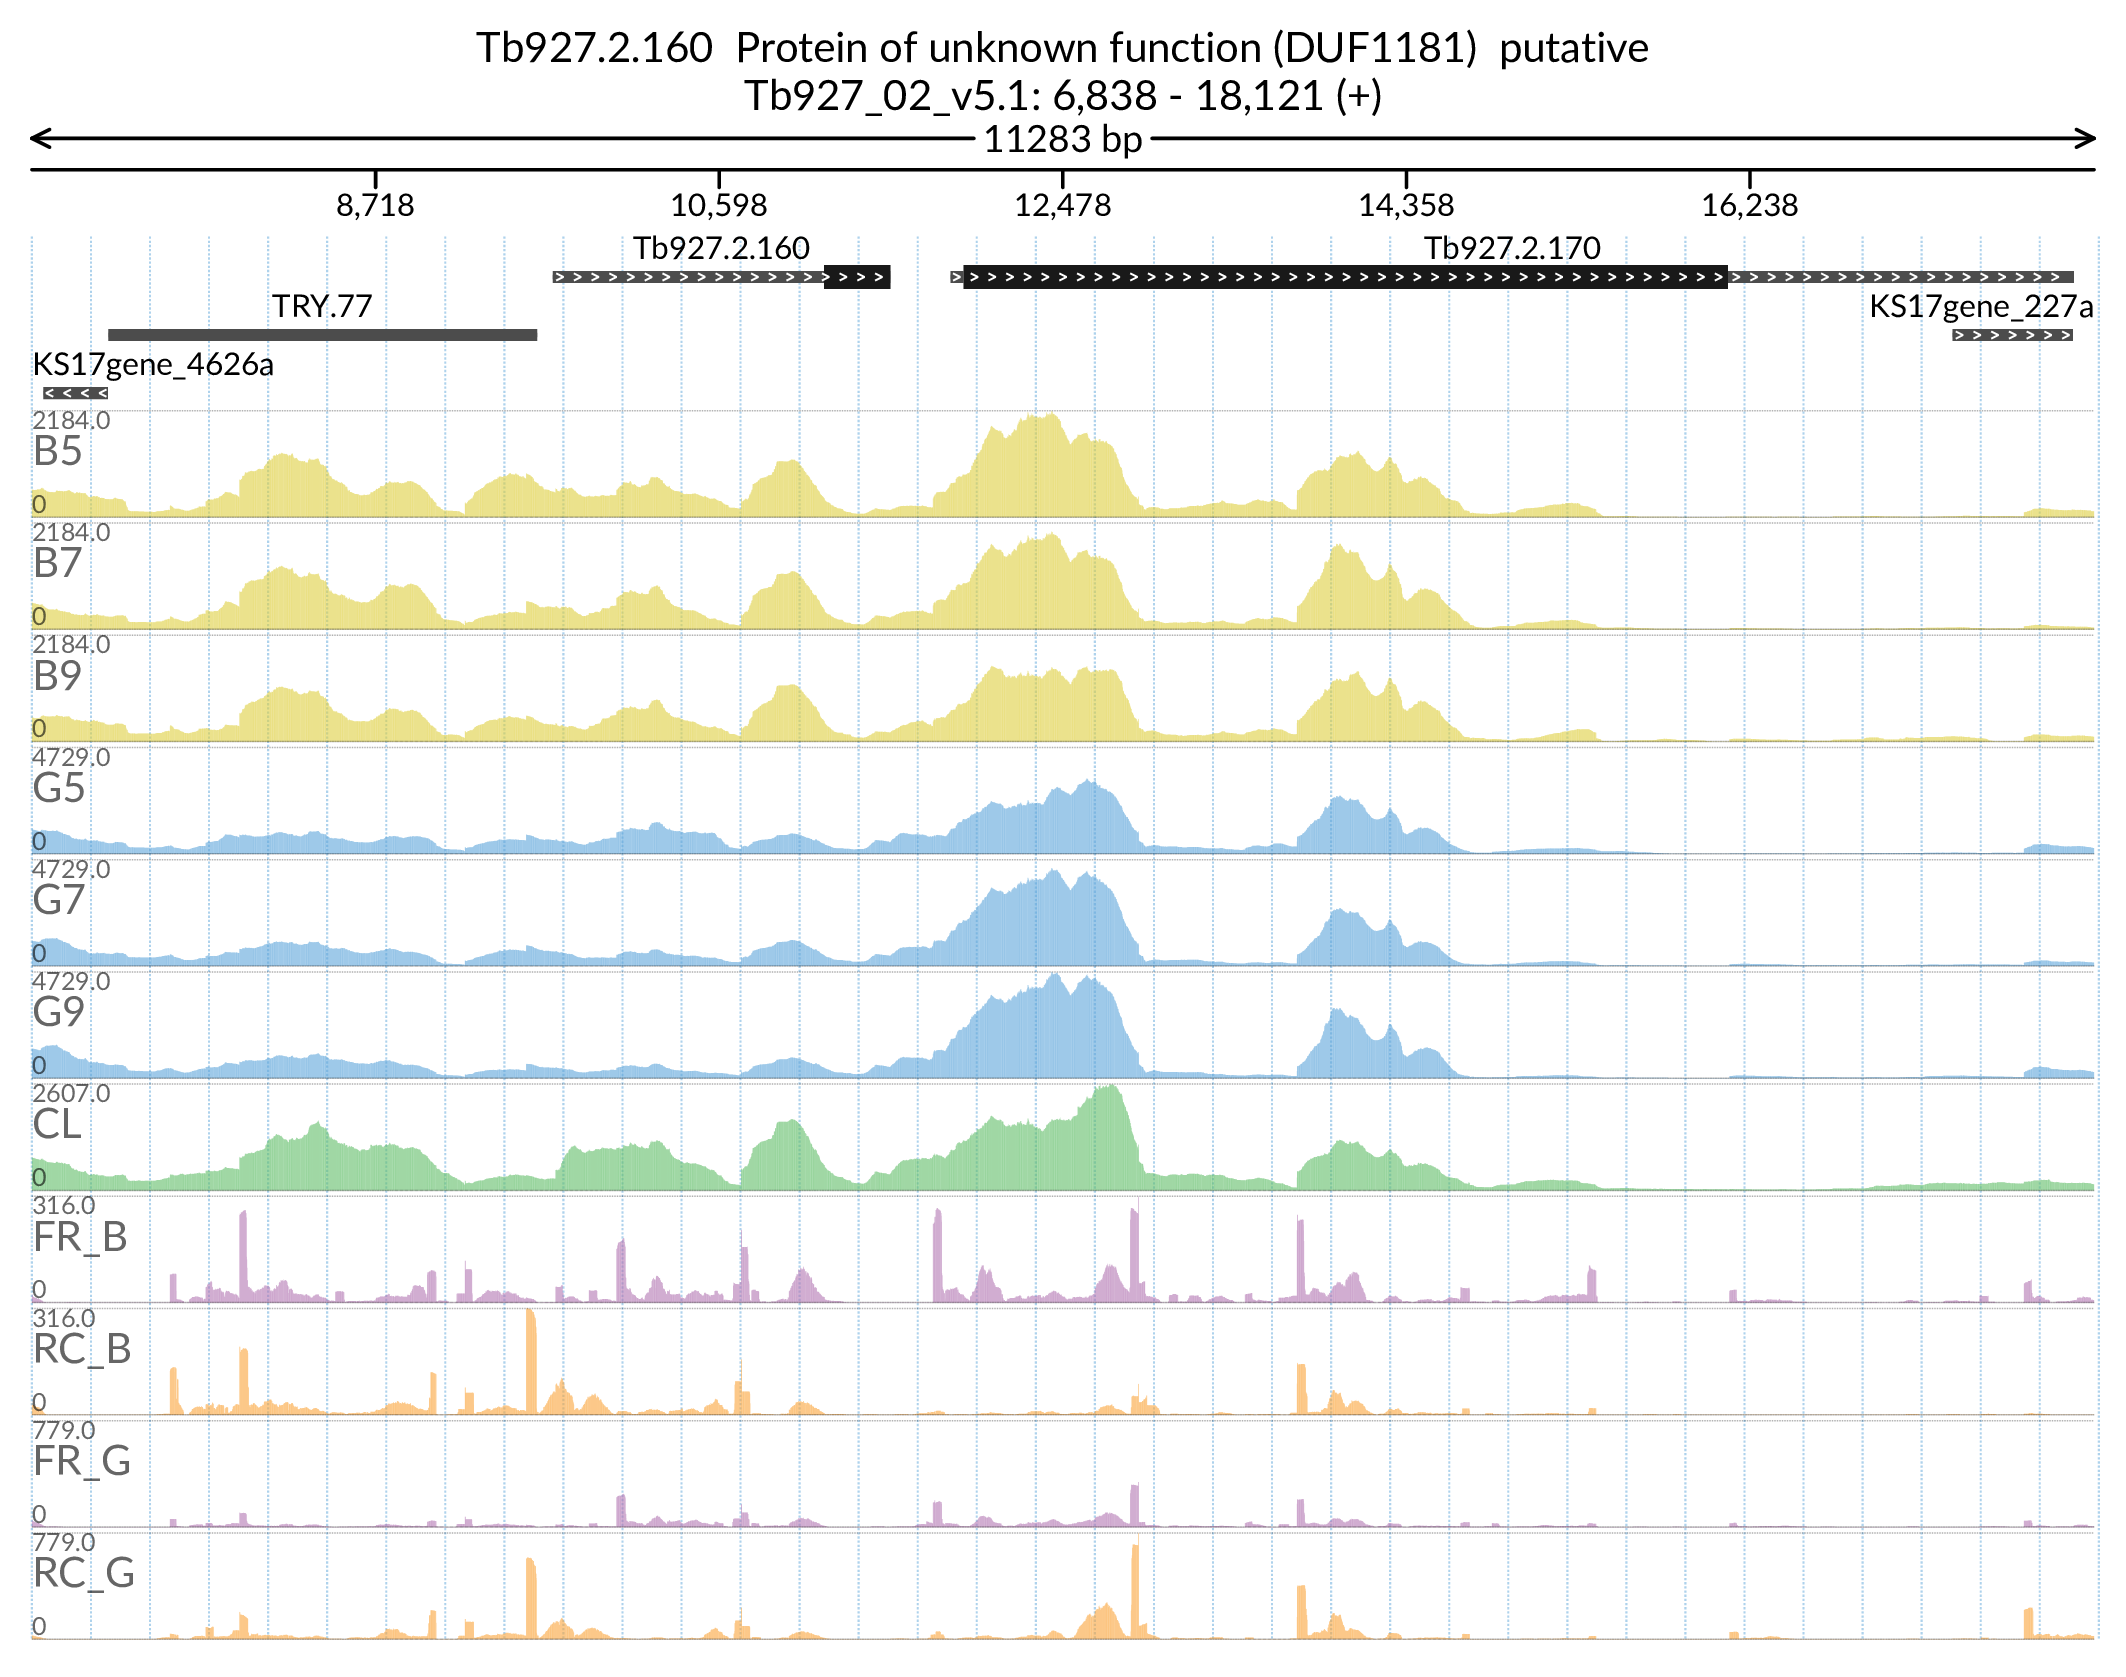 Tb927.2.160  Protein of unknown function (DUF1181)  putative
Tb927_02_v5.1: 6,838 - 18,121 (+)
11283 bp
8,718 10,598 12,478 14,358 16,238
Tb927.2.160 Tb927.2.170
TRY.77 KS17gene_227a
KS17gene_4626a
2184.0
B5
0
2184.0
B7
0
2184.0
B9
0
4729.0
G5
0
4729.0
G7
0
4729.0
G9
0
2607.0
CL
0
316.0
FR_B
0
316.0
RC_B
0
779.0
FR_G
0
779.0
RC_G
0